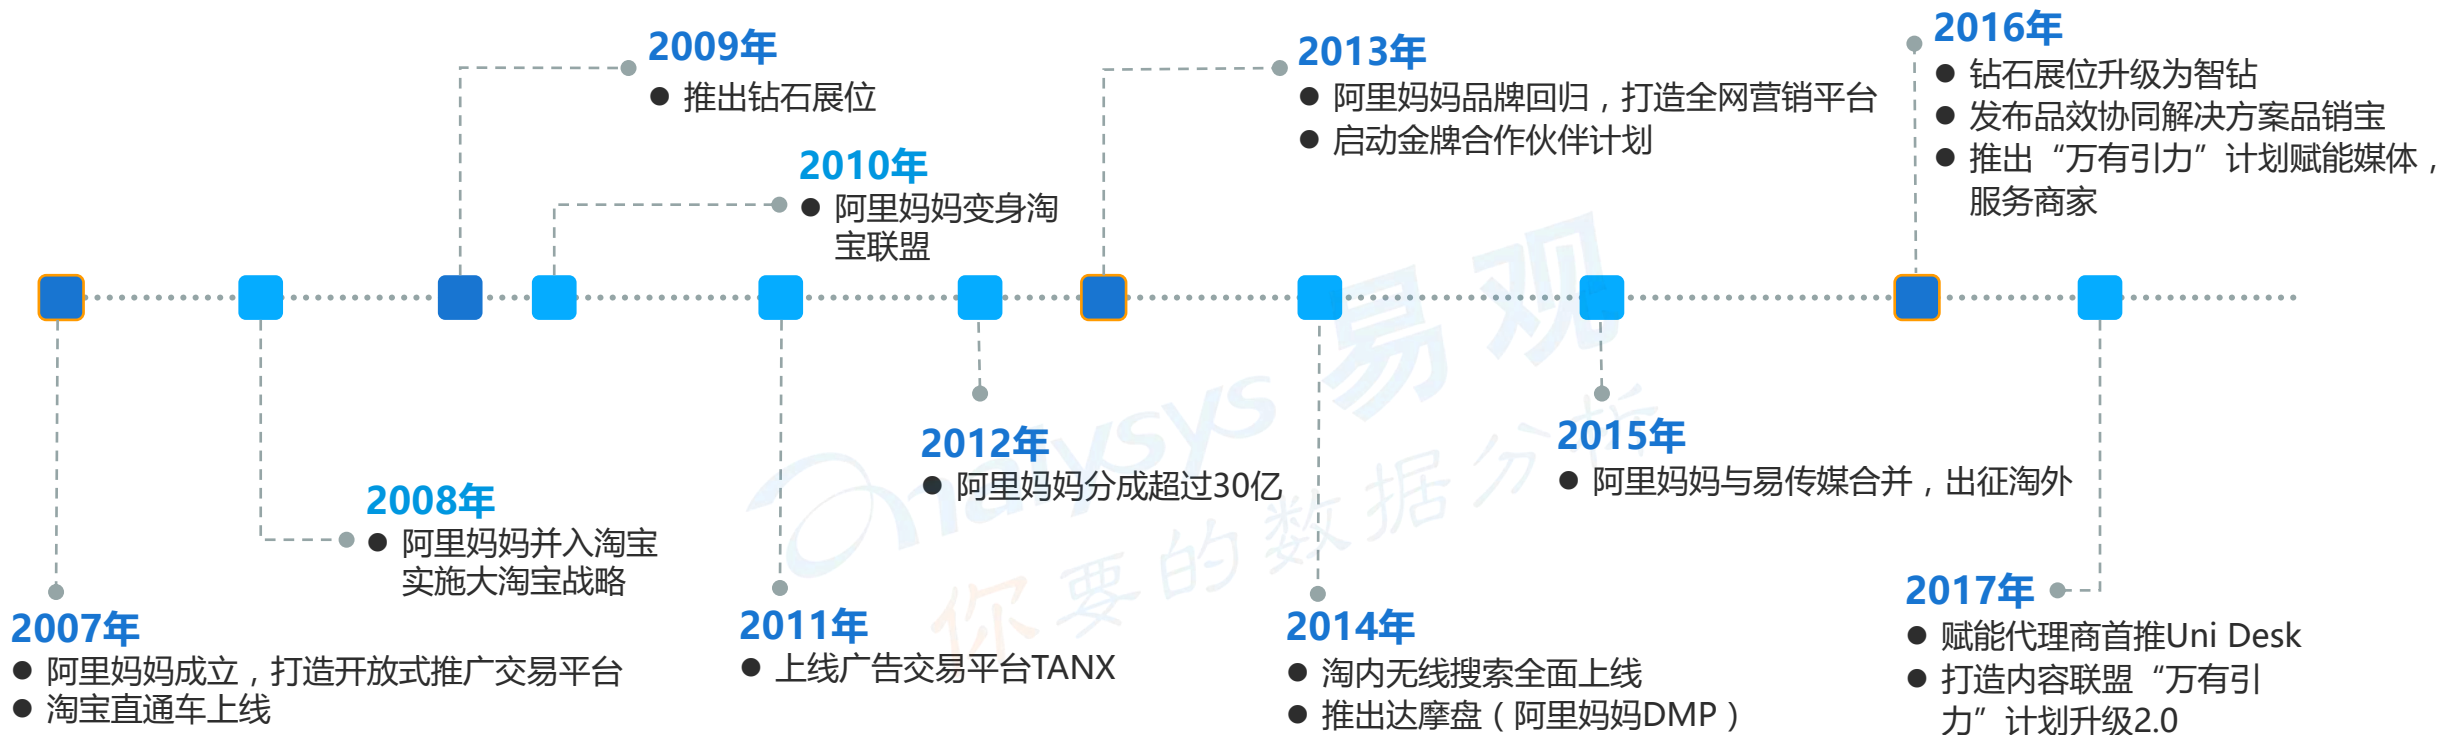 2009年
● 推出钻石展位
2010年
● 阿里妈妈变身淘
宝联盟
2013年
● 阿里妈妈品牌回归，打造全网营销平台
● 启动金牌合作伙伴计划
2016年
● 钻石展位升级为智钻
● 发布品效协同解决方案品销宝
● 推出“万有引力”计划赋能媒体，
服务商家
2007年
● 阿里妈妈成立，打造开放式推广交易平台
● 淘宝直通车上线
2008年
● 阿里妈妈并入淘宝
实施大淘宝战略
2011年
● 上线广告交易平台TANX
2012年
● 阿里妈妈分成超过30亿
2014年
● 淘内无线搜索全面上线
● 推出达摩盘（阿里妈妈DMP）
2015年
● 阿里妈妈与易传媒合并，出征淘外
2017年
● 赋能代理商首推Uni Desk
● 打造内容联盟“万有引
力”计划升级2.0
analysys 易观
你要的数据分析